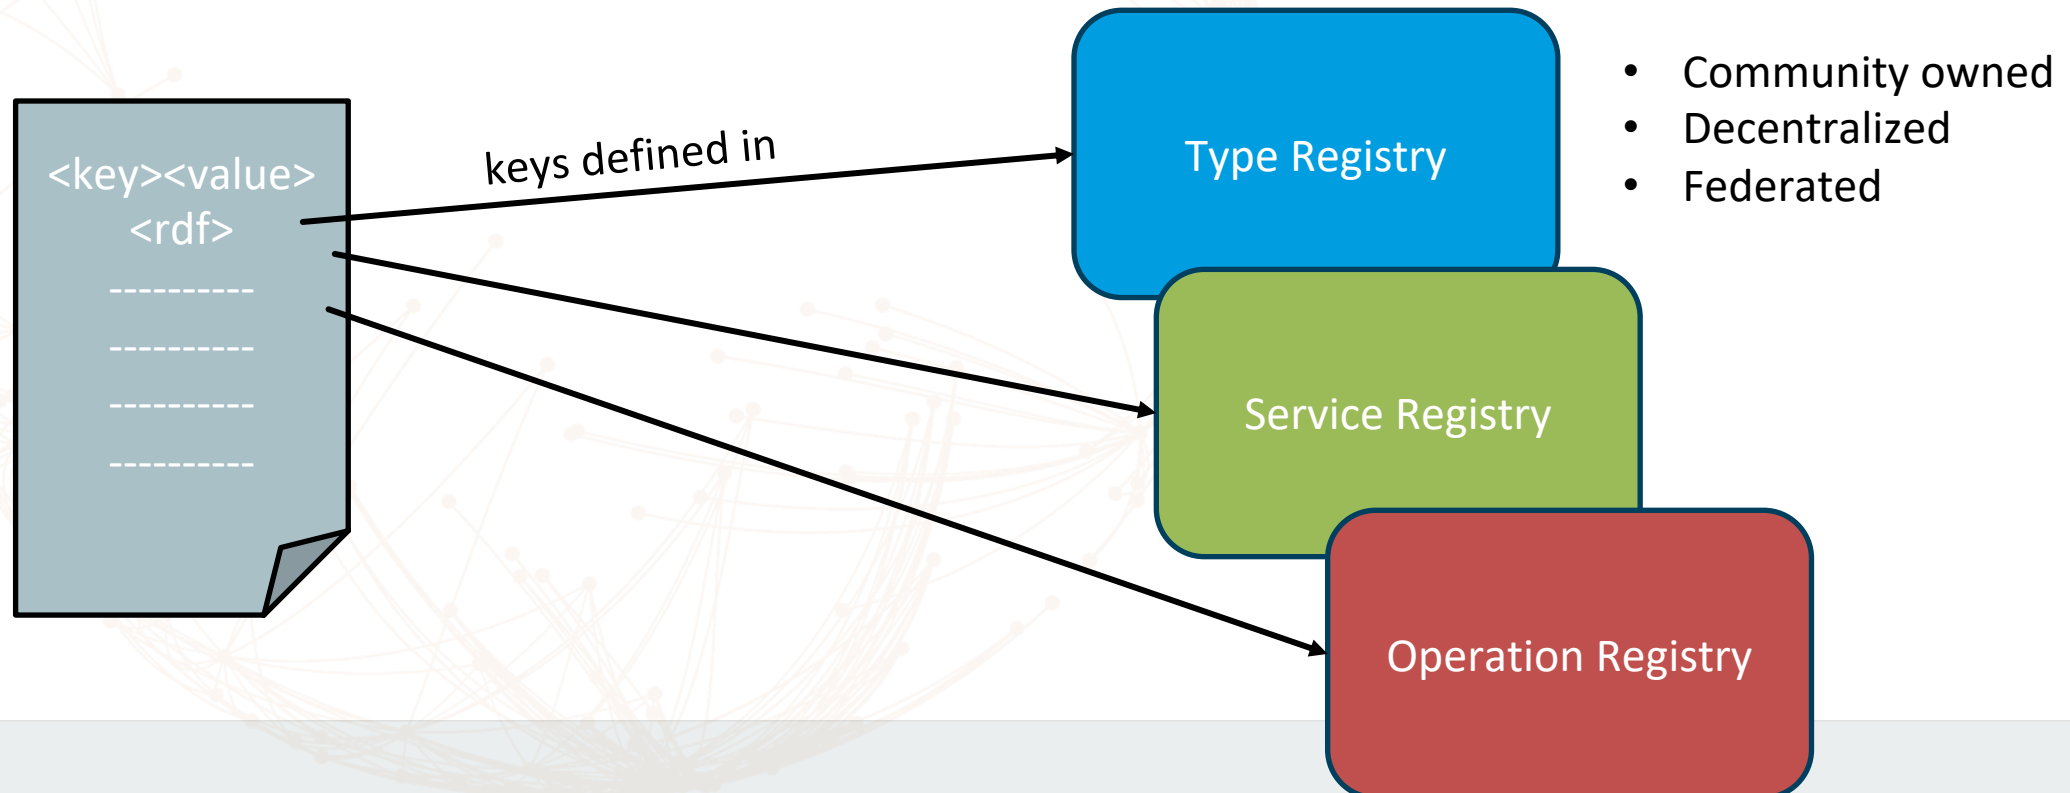 <key><value>
<rdf>
----------
----------
----------
----------
keys defined in
Type Registry
• Community owned
• Decentralized
• Federated
Service Registry
Operation Registry